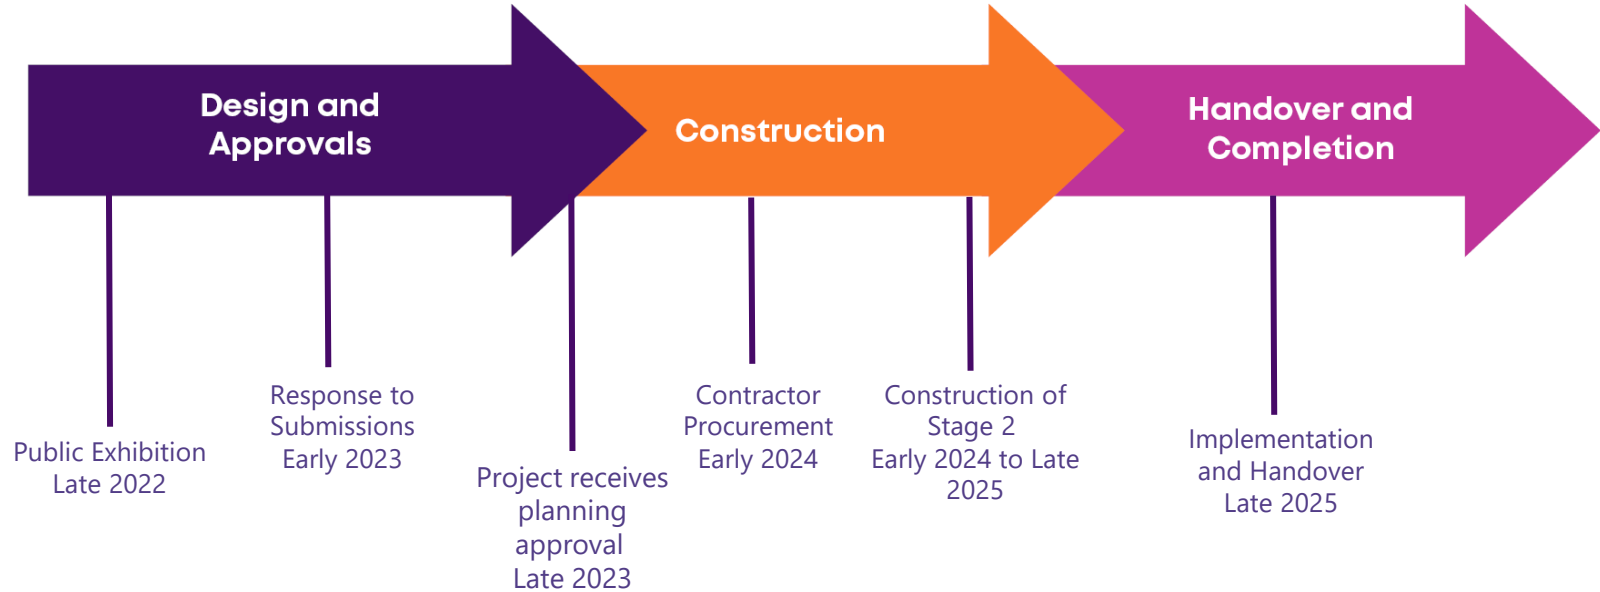 Design and
Approvals
Construction
Handover and
Completion
Public Exhibition
Late 2022
Response to
Submissions
Early 2023
Project receives
planning
approval
Late 2023
Contractor
Procurement
Early 2024
Construction of
Stage 2
Early 2024 to Late
2025
Implementation
and Handover
Late 2025